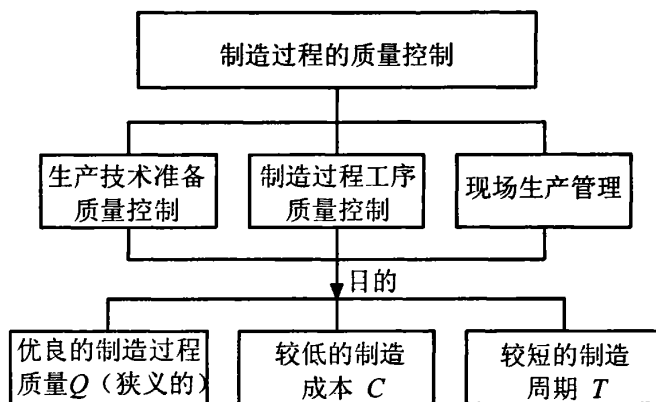 制造过程的质量控制
生产技术准备
质量控制
制造过程工序
质量控制
现场生产管理
目的
优良的制造过程
质量Q（狭义的）
较低的制造
成本 C
较短的制造
周期 T